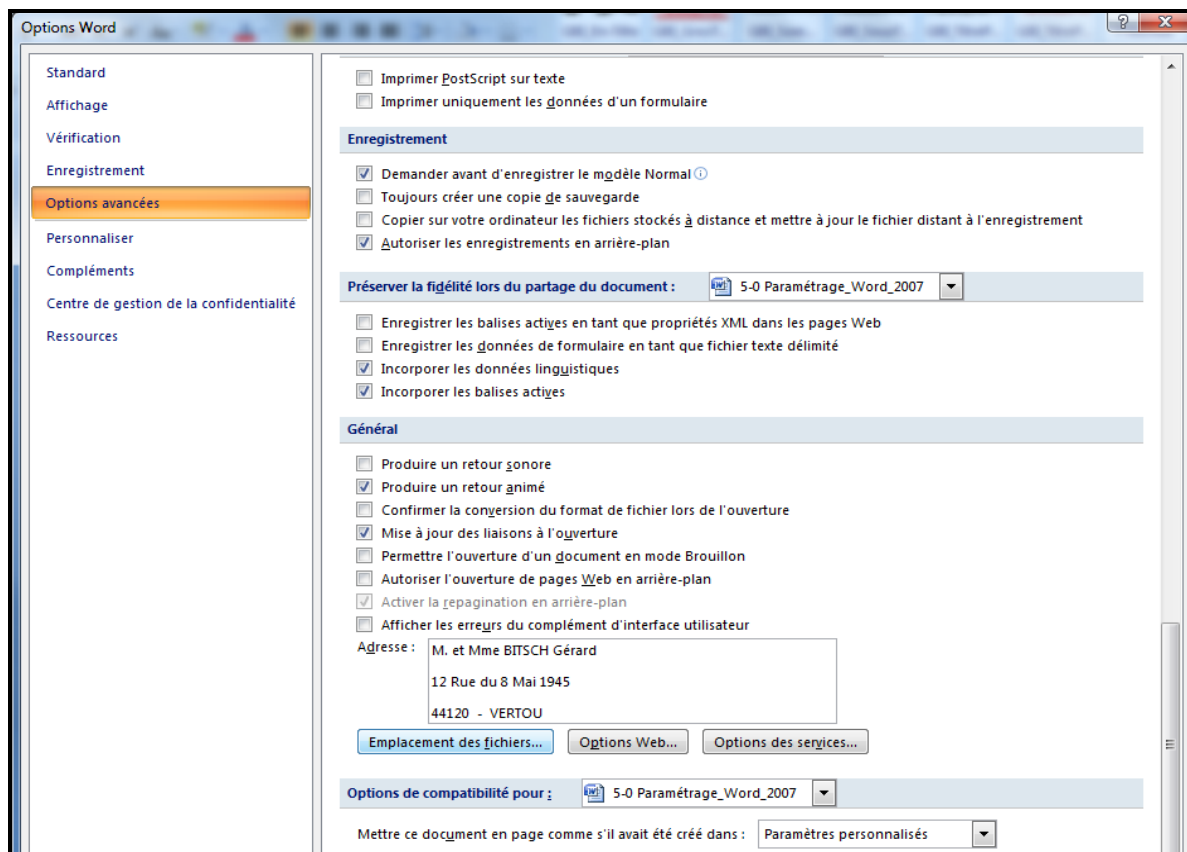 Options Word
Standard
Affichage
Vérification
Enregistrement
Options avancées
Personnaliser
Compléments
Centre de gestion de la confidentialité
Ressources
Imprimer PostScript sur texte
Imprimer uniquement les données d'un formulaire
Enregistrement
Demander avant d'enregistrer le modèle Normal
Toujours créer une copie de sauvegarde
Copier sur votre ordinateur les fichiers stockés à distance et mettre à jour le fichier distant à l'enregistrement
Autoriser les enregistrements en arrière-plan
Préserver la fidélité lors du partage du document : 5-0 Paramétrage_Word_2007
Enregistrer les balises actives en tant que propriétés XML dans les pages Web
Enregistrer les données de formulaire en tant que fichier texte délimité
Incorporer les données linguistiques
Incorporer les balises actives
Général
Produire un retour sonore
Produire un retour animé
Confirmer la conversion du format de fichier lors de l'ouverture
Mise à jour des liaisons à l'ouverture
Permettre l'ouverture d'un document en mode Brouillon
Autoriser l'ouverture de pages Web en arrière-plan
Activer la repagination en arrière-plan
Afficher les erreurs du complément d'interface utilisateur
Adresse : M. et Mme BITSCH Gérard
12 Rue du 8 Mai 1945
44120 - VERTOU
Emplacement des fichiers... Options Web... Options des services...
Options de compatibilité pour : 5-0 Paramétrage_Word_2007
Mettre ce document en page comme s'il avait été créé dans : Paramètres personnalisés